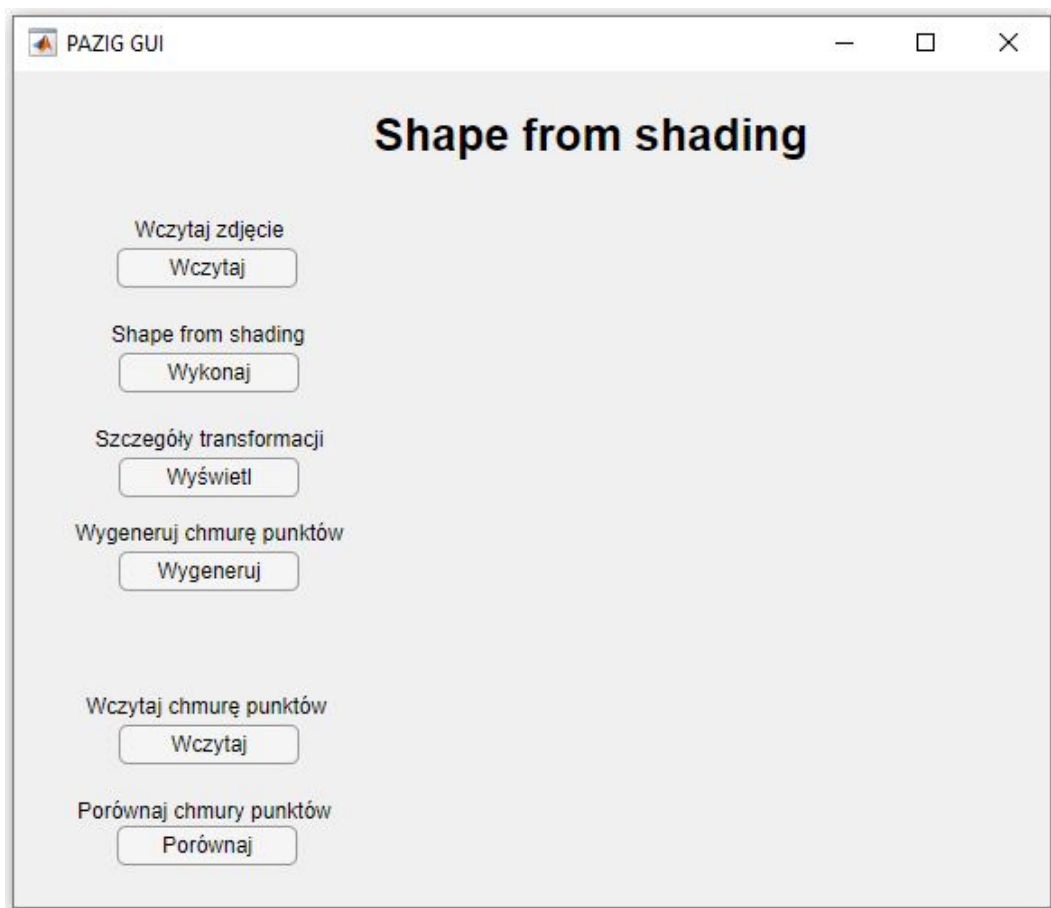 PAZIG GUI
Shape from shading
Wczytaj zdjęcie
Wczytaj
Shape from shading
Wykonaj
Szczegóły transformacji
Wyświetl
Wygeneruj chmurę punktów
Wygeneruj
Wczytaj chmurę punktów
Wczytaj
Porównaj chmury punktów
Porównaj